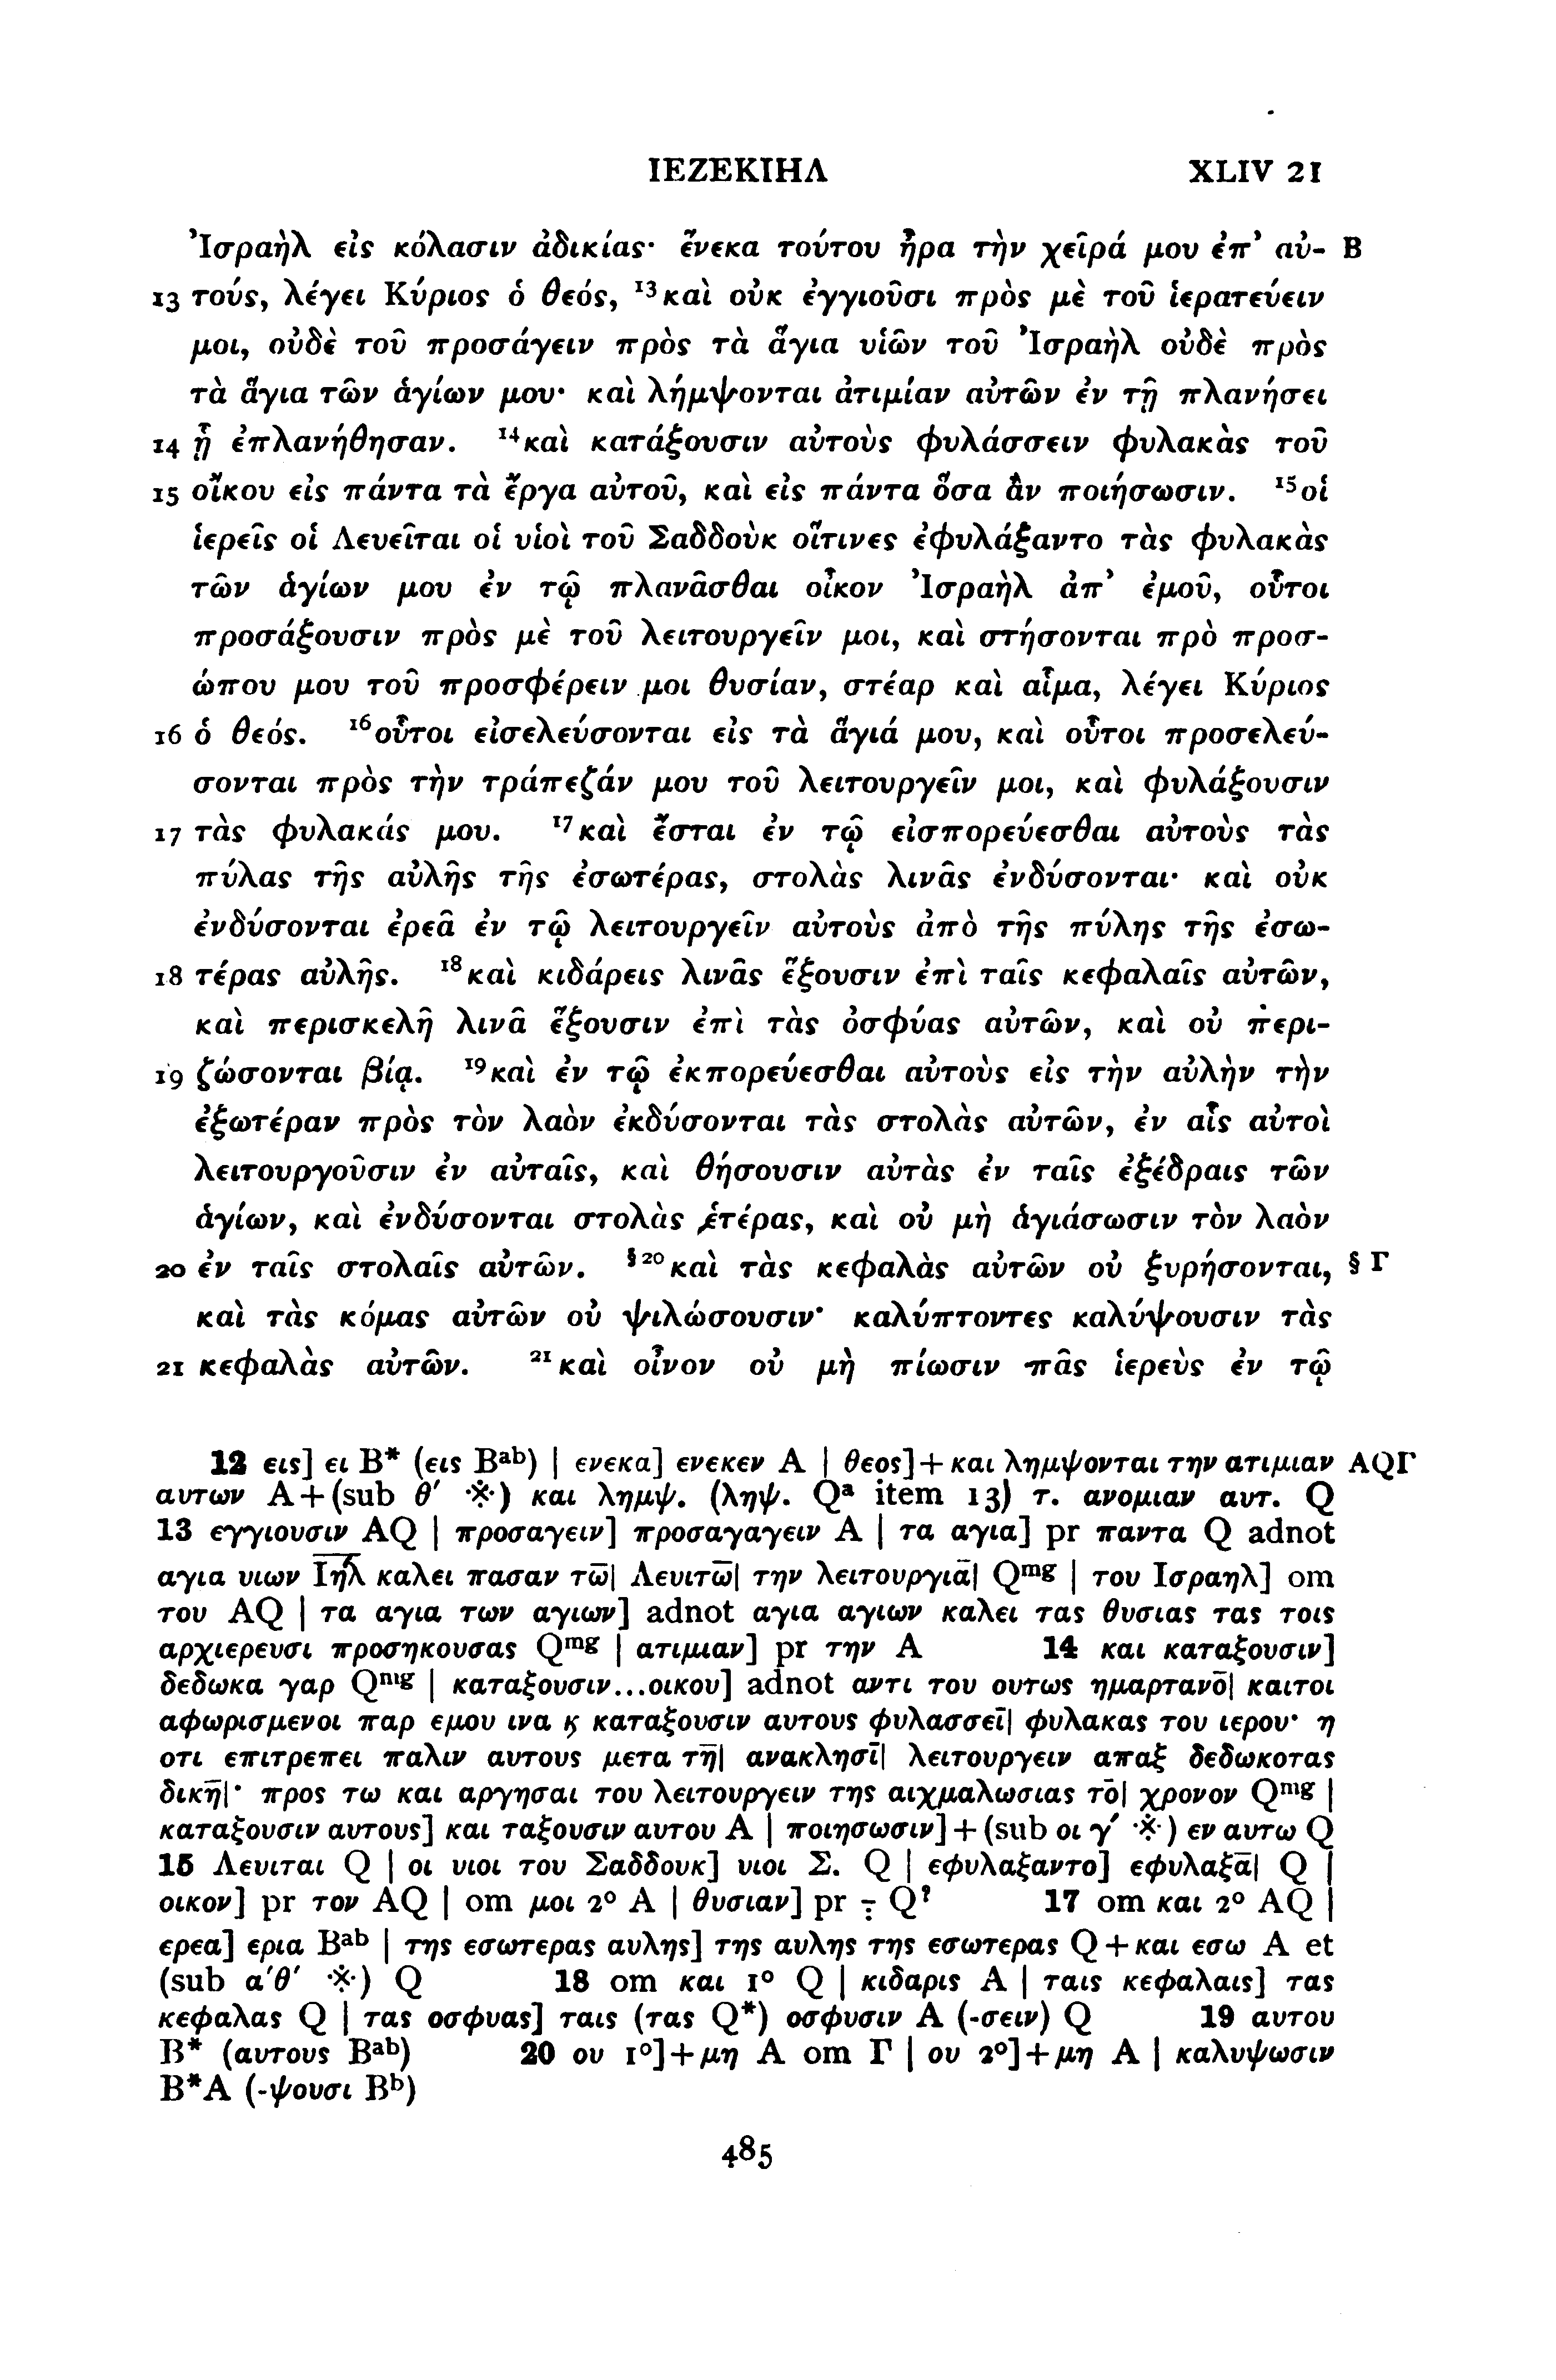 ΙΕΖΕΚΙΗΛ XLIV 21
Ἰσραὴλ εἰς κόλασιν ἀδικίας· ἕνεκα τούτου ἦρα τὴν χεῖρά μου ἐπ' αὐ- B
13 τούς, λέγει Κύριος ὁ θεός, ¹³καὶ οὐκ ἐγγιοῦσι πρὸς μὲ τοῦ ἱερατεύειν
μοι, οὐδὲ τοῦ προσάγειν πρὸς τὰ ἅγια υἱῶν τοῦ Ἰσραὴλ οὐδὲ πρὸς
τὰ ἅγια τῶν ἁγίων μου· καὶ λήμψονται ἀτιμίαν αὐτῶν ἐν τῇ πλανήσει
14 ᾗ ἐπλανήθησαν. ¹⁴καὶ κατάξουσιν αὐτοὺς φυλάσσειν φυλακὰς τοῦ
15 οἴκου εἰς πάντα τὰ ἔργα αὐτοῦ, καὶ εἰς πάντα ὅσα ἂν ποιήσωσιν. ¹⁵οἱ
ἱερεῖς οἱ Λευεῖται οἱ υἱοὶ τοῦ Σαδδοὺκ οἵτινες ἐφυλάξαντο τὰς φυλακὰς
τῶν ἁγίων μου ἐν τῷ πλανᾶσθαι οἶκον Ἰσραὴλ ἀπ' ἐμοῦ, οὗτοι
προσάξουσιν πρὸς μὲ τοῦ λειτουργεῖν μοι, καὶ στήσονται πρὸ προσ-
ώπου μου τοῦ προσφέρειν μοι θυσίαν, στέαρ καὶ αἷμα, λέγει Κύριος
16 ὁ θεός. ¹⁶οὗτοι εἰσελεύσονται εἰς τὰ ἅγιά μου, καὶ οὗτοι προσελεύ-
σονται πρὸς τὴν τράπεζάν μου τοῦ λειτουργεῖν μοι, καὶ φυλάξουσιν
17 τὰς φυλακάς μου. ¹⁷καὶ ἔσται ἐν τῷ εἰσπορεύεσθαι αὐτοὺς τὰς
πύλας τῆς αὐλῆς τῆς ἐσωτέρας, στολὰς λινᾶς ἐνδύσονται· καὶ οὐκ
ἐνδύσονται ἐρεᾶ ἐν τῷ λειτουργεῖν αὐτοὺς ἀπὸ τῆς πύλης τῆς ἐσω-
18 τέρας αὐλῆς. ¹⁸καὶ κιδάρεις λινᾶς ἕξουσιν ἐπὶ ταῖς κεφαλαῖς αὐτῶν,
καὶ περισκελῆ λινᾶ ἕξουσιν ἐπὶ τὰς ὀσφύας αὐτῶν, καὶ οὐ περι-
19 ζώσονται βίᾳ. ¹⁹καὶ ἐν τῷ ἐκπορεύεσθαι αὐτοὺς εἰς τὴν αὐλὴν τὴν
ἐξωτέραν πρὸς τὸν λαὸν ἐκδύσονται τὰς στολὰς αὐτῶν, ἐν αἷς αὐτοὶ
λειτουργοῦσιν ἐν αὐταῖς, καὶ θήσουσιν αὐτὰς ἐν ταῖς ἐξέδραις τῶν
ἁγίων, καὶ ἐνδύσονται στολὰς ἑτέρας, καὶ οὐ μὴ ἁγιάσωσιν τὸν λαὸν
20 ἐν ταῖς στολαῖς αὐτῶν. §²⁰καὶ τὰς κεφαλὰς αὐτῶν οὐ ξυρήσονται, § Γ
καὶ τὰς κόμας αὐτῶν οὐ ψιλώσουσιν· καλύπτοντες καλύψουσιν τὰς
21 κεφαλὰς αὐτῶν. ²¹καὶ οἶνον οὐ μὴ πίωσιν πᾶς ἱερεὺς ἐν τῷ
12 εις] ει B* (εις Bᵃᵇ) | ενεκα] ενεκεν A | θεος]+και λημψονται την ατιμιαν AQΓ
αυτων A+(sub θ′ ※) και λημψ. (ληψ. Qᵃ item 13) τ. ανομιαν αυτ. Q
13 εγγιουσιν AQ | προσαγειν] προσαγαγειν A | τα αγια] pr παντα Q adnot
αγια υιων Ιη̅λ̅ καλει πασαν τω̅| Λευιτω̅| την λειτουργια̅| Qᵐᵍ | του Ισραηλ] om
του AQ | τα αγια των αγιων] adnot αγια αγιων καλει τας θυσιας τας τοις
αρχιερευσι προσηκουσας Qᵐᵍ | ατιμιαν] pr την A 14 και καταξουσιν]
δεδωκα γαρ Qᵐᵍ | καταξουσιν...οικου] adnot αντι του ουτως ημαρτανο̅| καιτοι
αφωρισμενοι παρ εμου ινα ϗ καταξουσιν αυτους φυλασσει̅| φυλακας του ιερου· η
οτι επιτρεπει παλιν αυτους μετα τη̅| ανακλησι̅| λειτουργειν απαξ δεδωκοτας
δικη̅|· προς τω και αργησαι του λειτουργειν της αιχμαλωσιας το̅| χρονον Qᵐᵍ |
καταξουσιν αυτους] και ταξουσιν αυτου A | ποιησωσιν]+(sub οι γ′ ※) εν αυτω Q
15 Λευιται Q | οι υιοι του Σαδδουκ] υιοι Σ. Q | εφυλαξαντο] εφυλαξα̅| Q |
οικον] pr τον AQ | om μοι 2° A | θυσιαν] pr ÷ Q? 17 om και 2° AQ |
ερεα] ερια Bᵃᵇ | της εσωτερας αυλης] της αυλης της εσωτερας Q+και εσω A et
(sub α′θ′ ※) Q 18 om και 1° Q | κιδαρις A | ταις κεφαλαις] τας
κεφαλας Q | τας οσφυας] ταις (τας Q*) οσφυσιν A (-σειν) Q 19 αυτου
B* (αυτους Bᵃᵇ) 20 ου 1°]+μη A om Γ | ου 2°]+μη A | καλυψωσιν
B*A (-ψουσι Bᵇ)
485